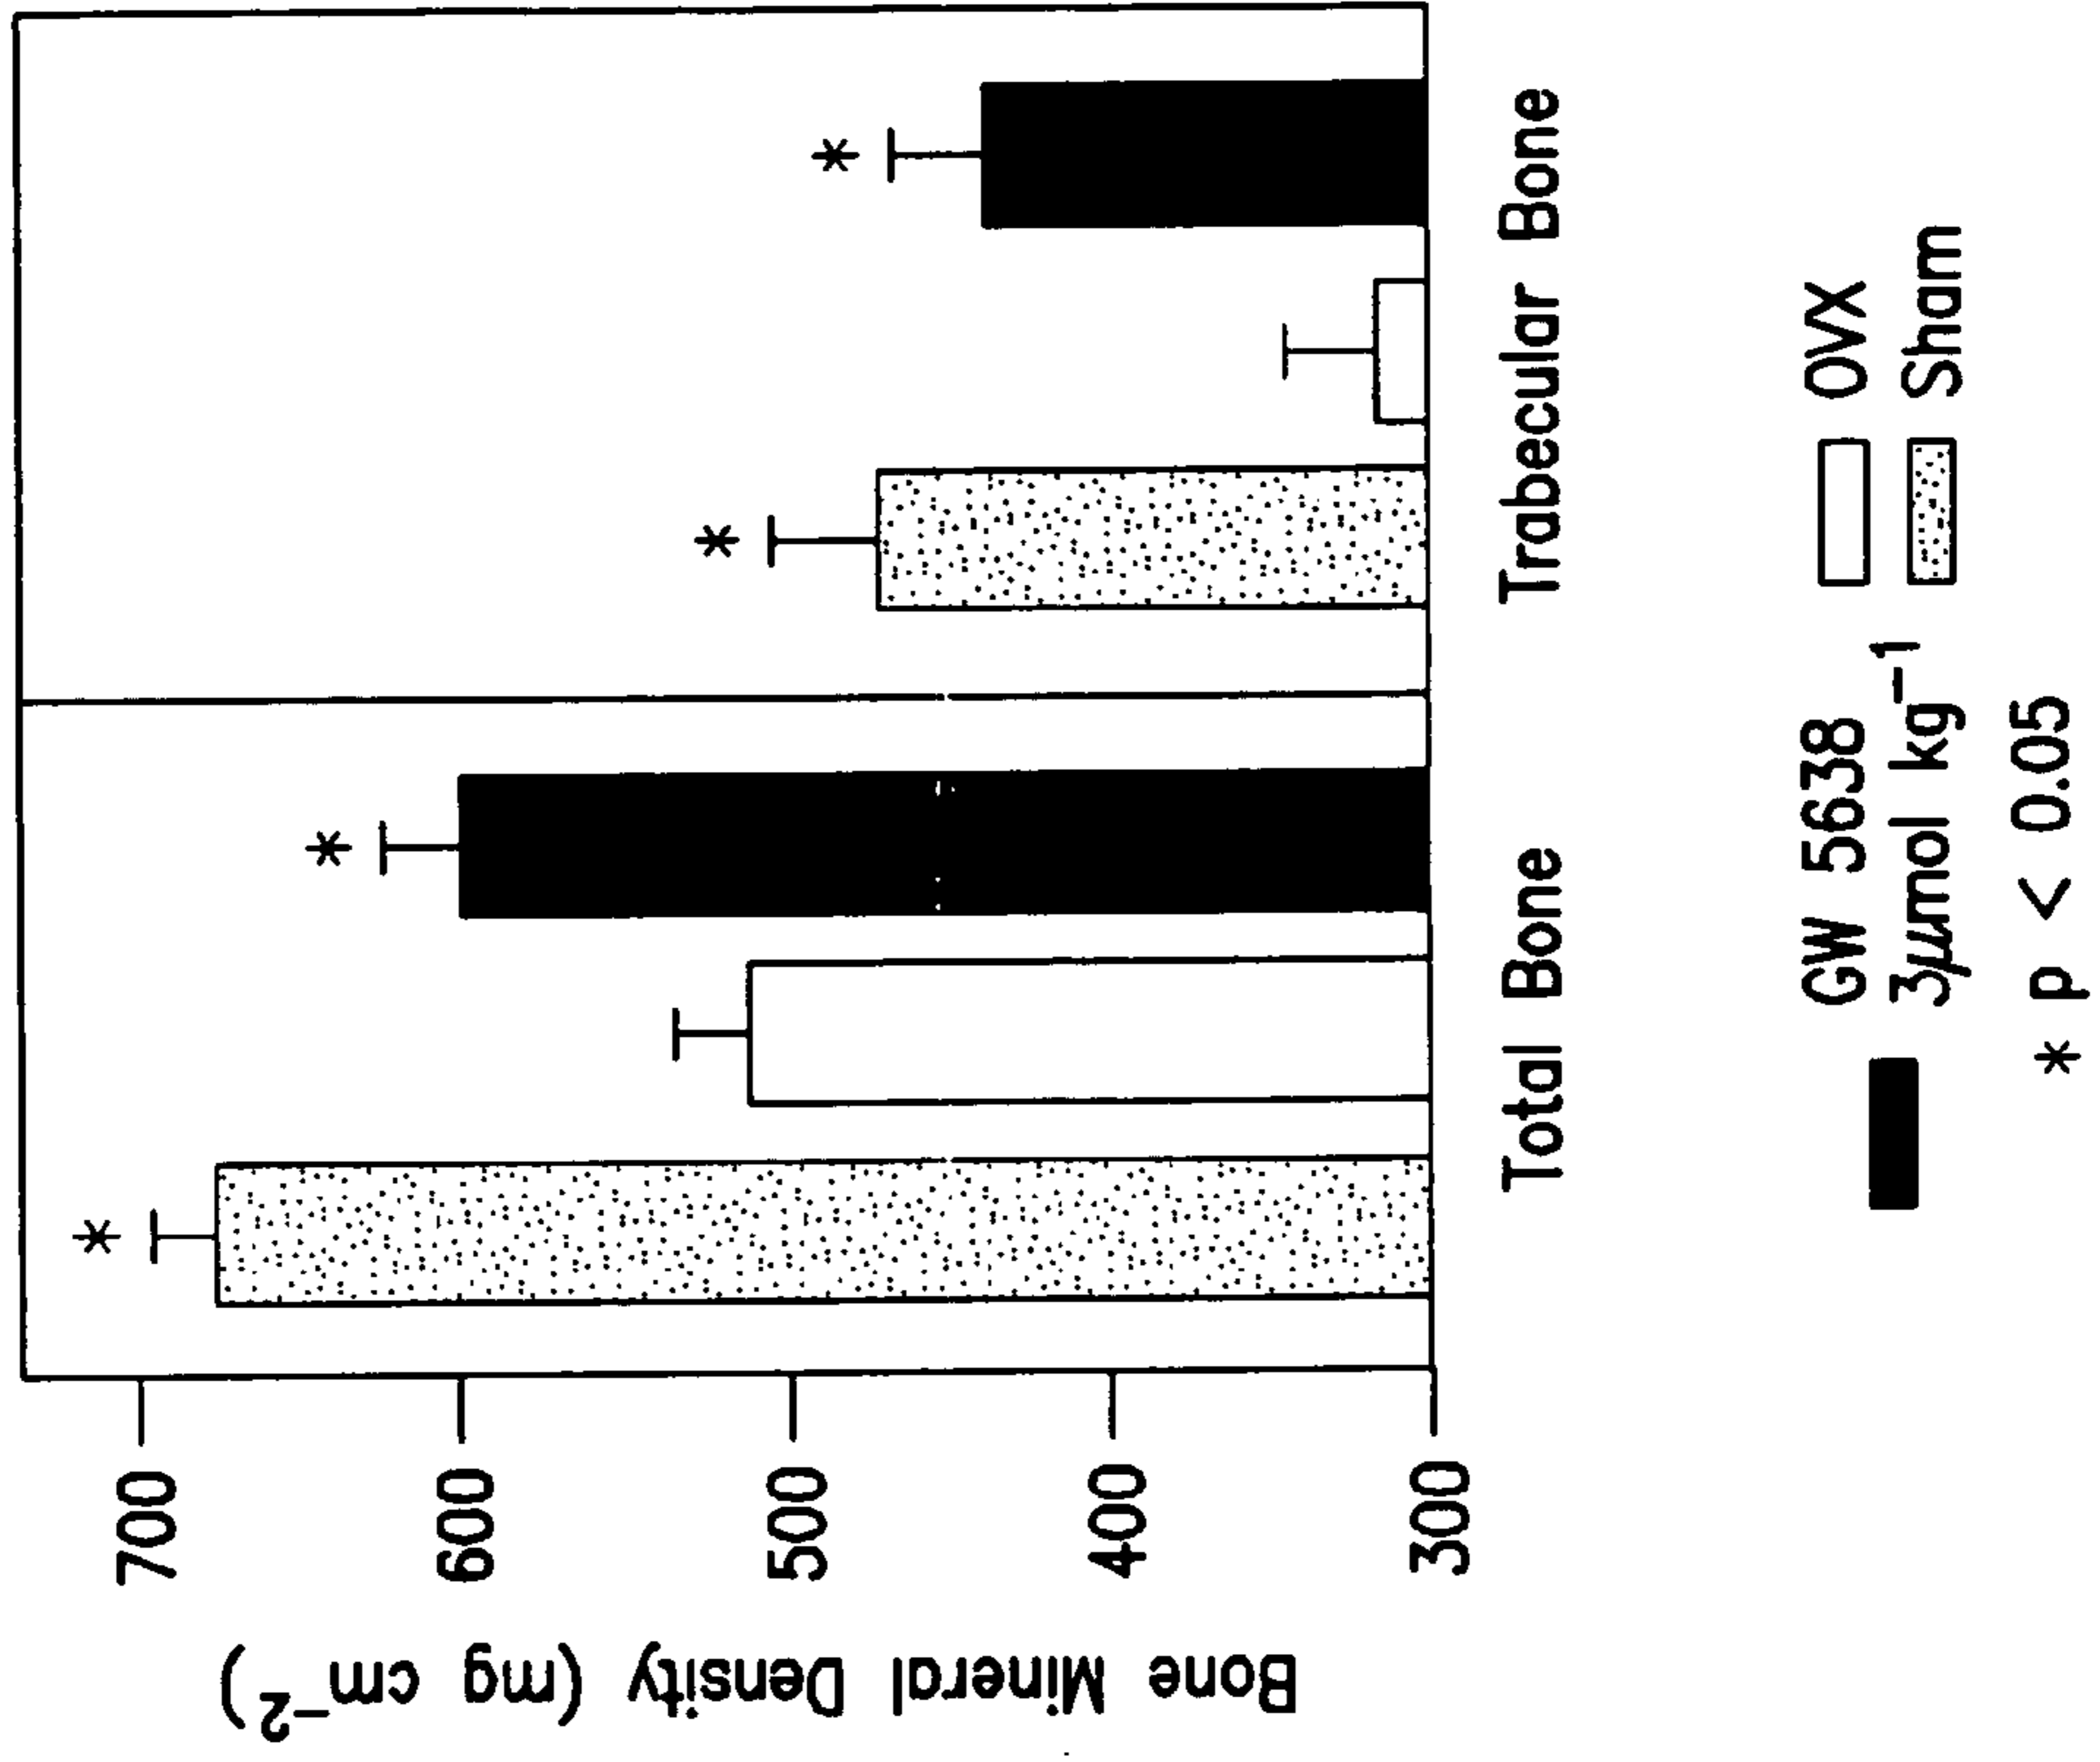 Bone Mineral Density (mg cm⁻²)
700
600
500
400
300
*
*
*
*
Total Bone
Trabecular Bone
GW 5638
3μmol kg⁻¹
OVX
Sham
* p < 0.05